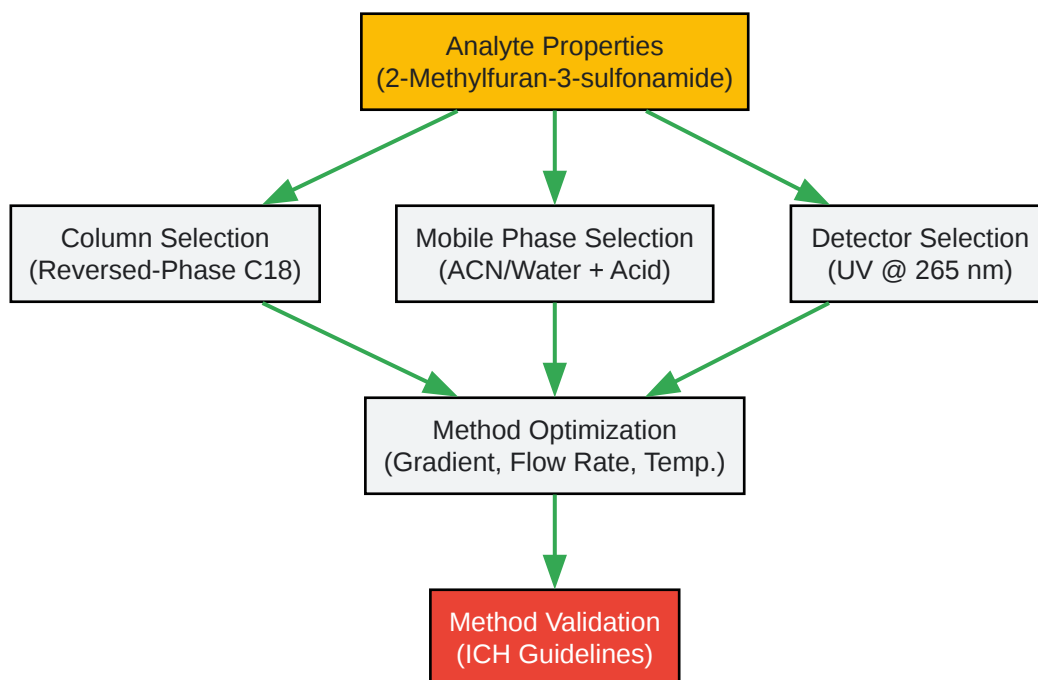 Analyte Properties
(2-Methylfuran-3-sulfonamide)
Column Selection
(Reversed-Phase C18)
Mobile Phase Selection
(ACN/Water + Acid)
Detector Selection
(UV @ 265 nm)
Method Optimization
(Gradient, Flow Rate, Temp.)
Method Validation
(ICH Guidelines)